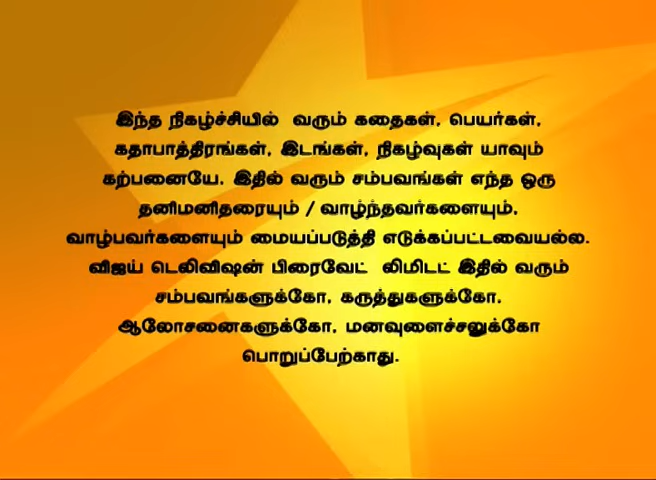 இந்த நிகழ்ச்சியில் வரும் கதைகள், பெயர்கள்,
கதாபாத்திரங்கள், இடங்கள், நிகழ்வுகள் யாவும்
கற்பனையே. இதில் வரும் சம்பவங்கள் எந்த ஒரு
தனிமனிதரையும் / வாழ்ந்தவர்களையும்,
வாழ்பவர்களையும் மையப்படுத்தி எடுக்கப்பட்டவையல்ல.
விஜய் டெலிவிஷன் பிரைவேட் லிமிடட் இதில் வரும்
சம்பவங்களுக்கோ, கருத்துகளுக்கோ,
ஆலோசனைகளுக்கோ, மனவுளைச்சலுக்கோ
பொறுப்பேற்காது.